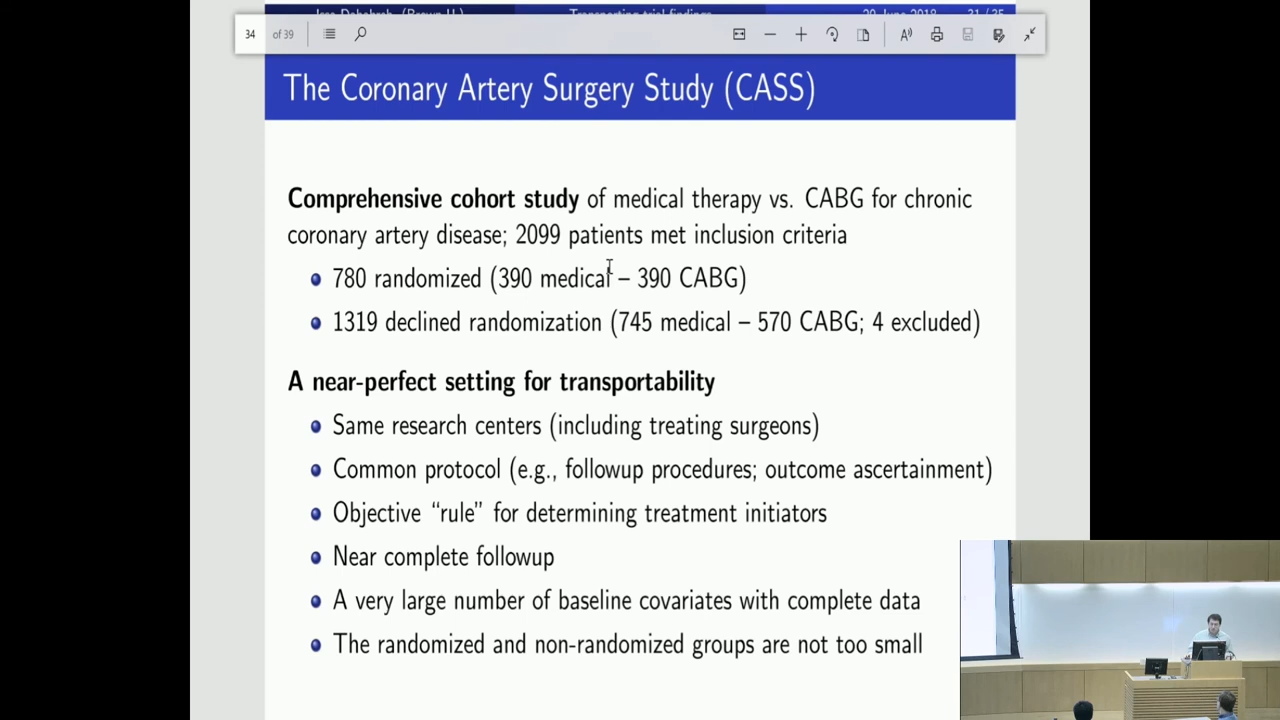 34 of 39
The Coronary Artery Surgery Study (CASS)
Comprehensive cohort study of medical therapy vs. CABG for chronic
coronary artery disease; 2099 patients met inclusion criteria
780 randomized (390 medical – 390 CABG)
1319 declined randomization (745 medical – 570 CABG; 4 excluded)
A near-perfect setting for transportability
Same research centers (including treating surgeons)
Common protocol (e.g., followup procedures; outcome ascertainment)
Objective “rule” for determining treatment initiators
Near complete followup
A very large number of baseline covariates with complete data
The randomized and non-randomized groups are not too small